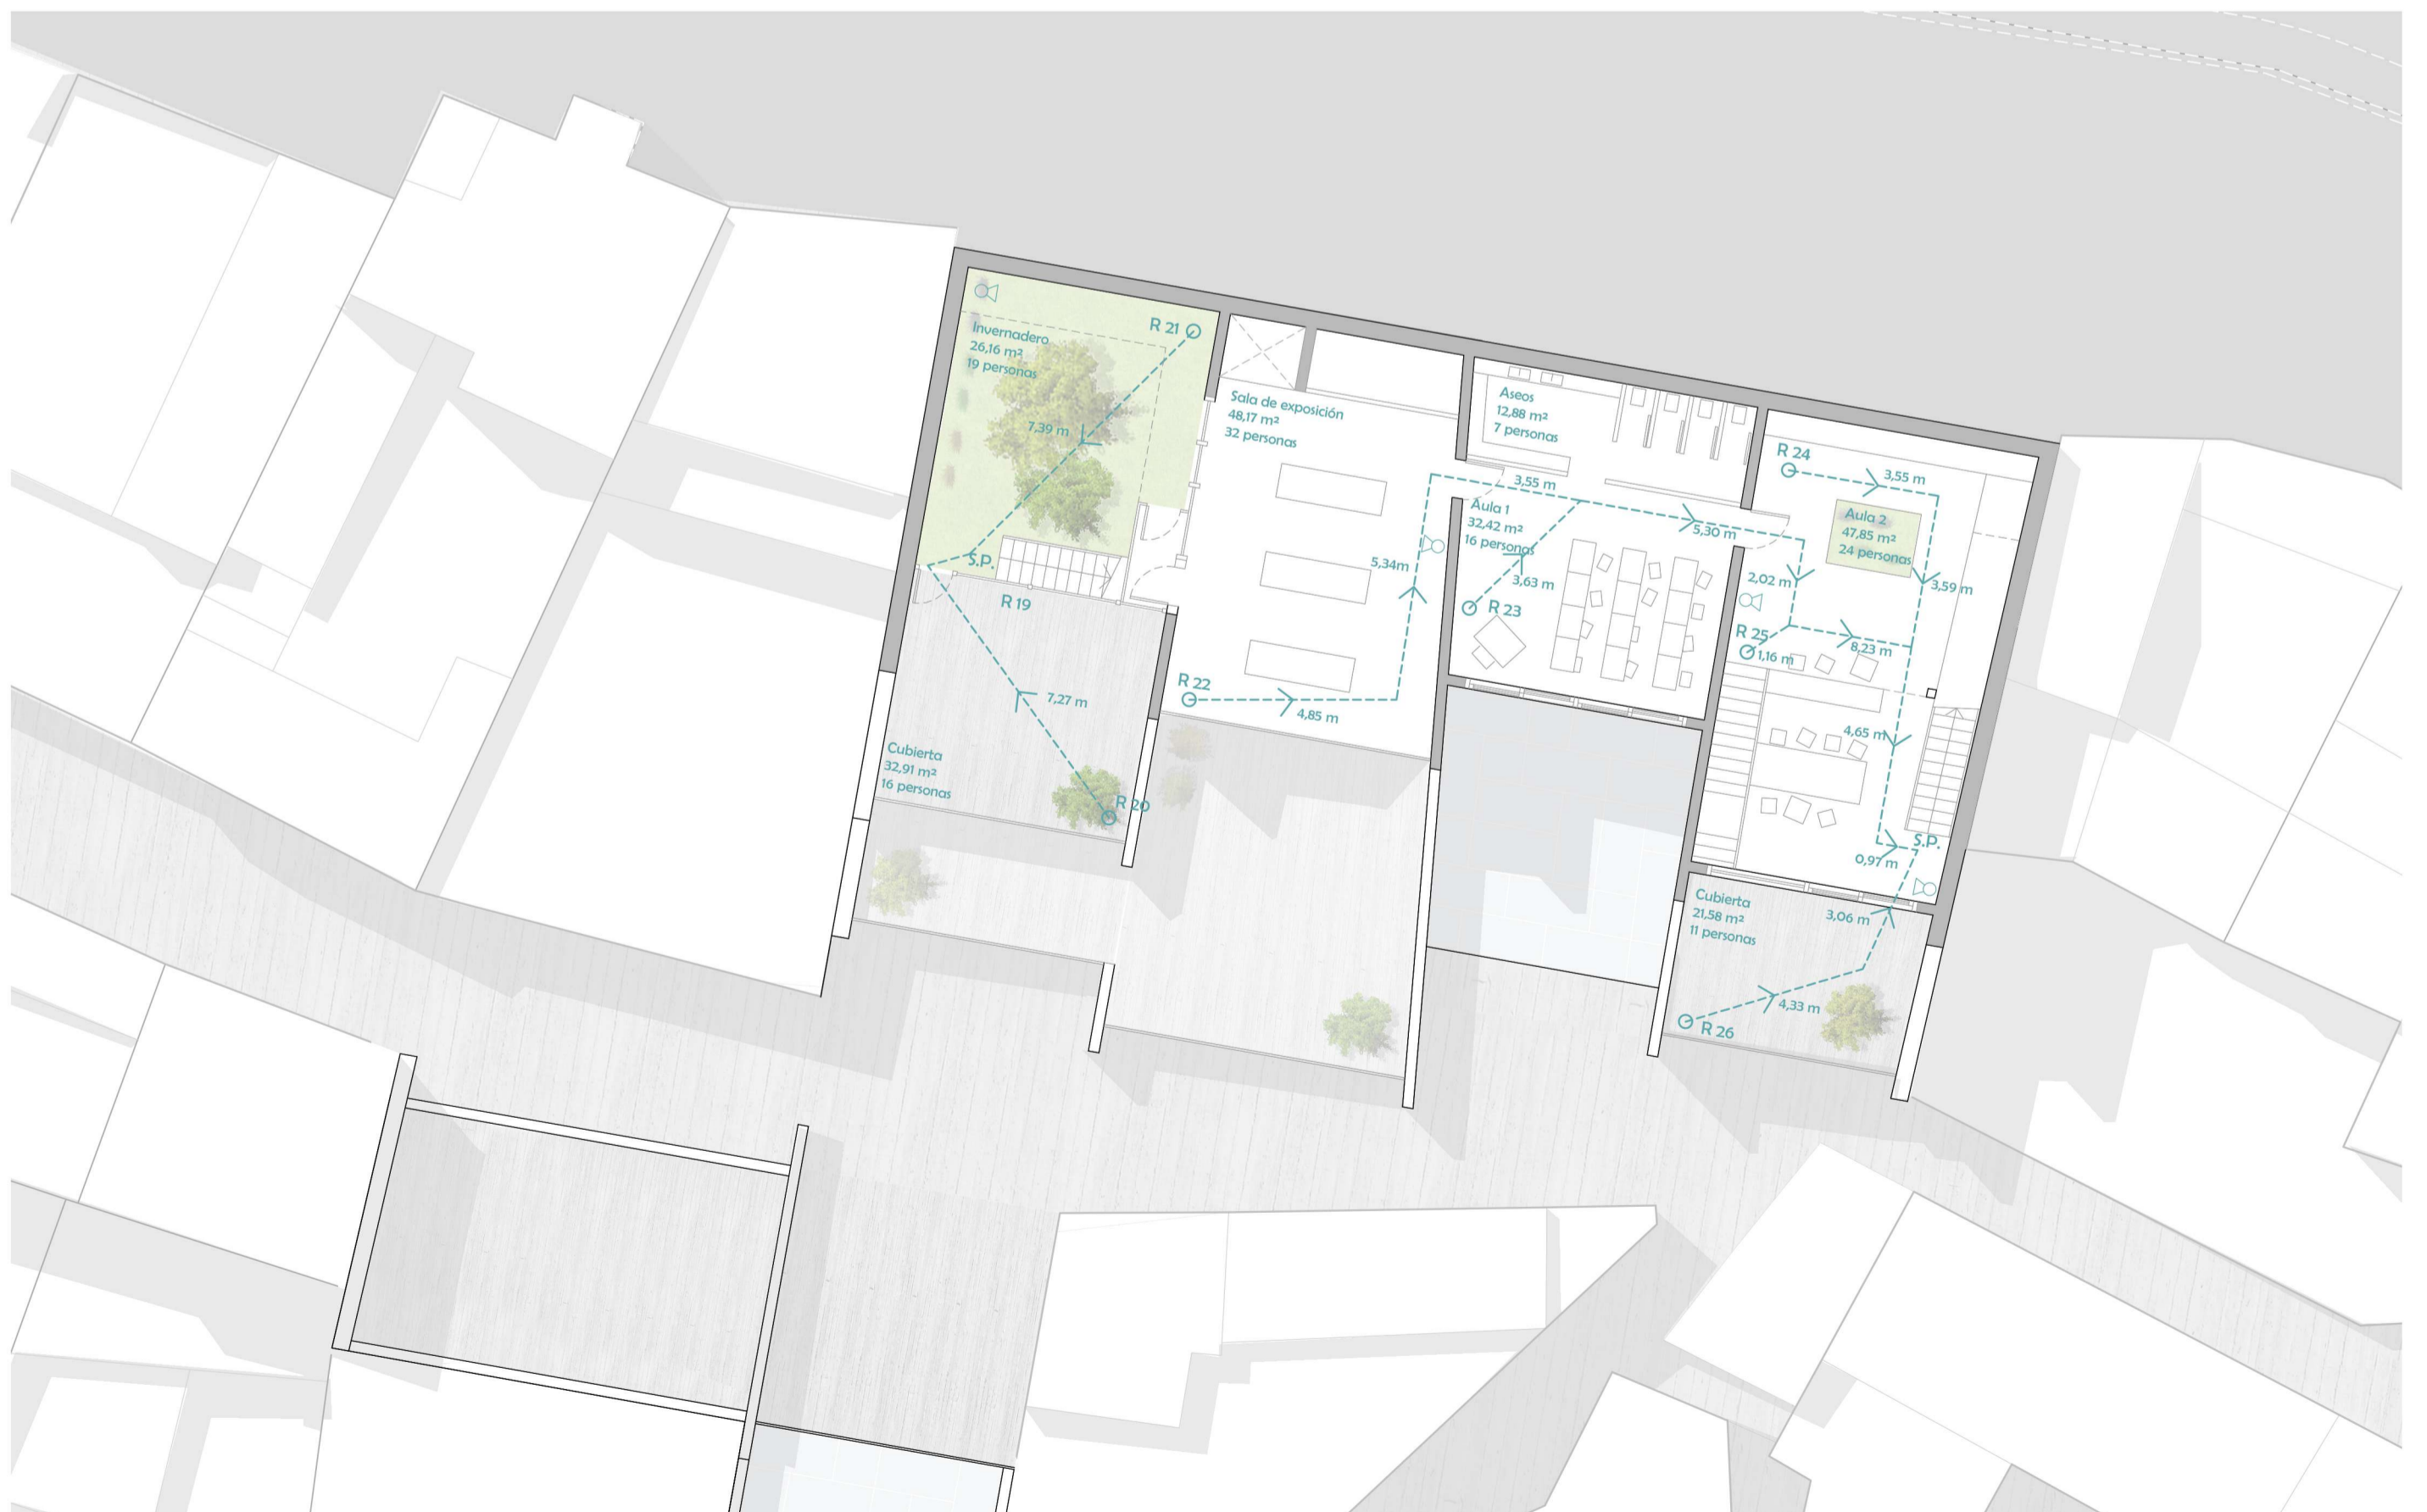 R 21
Invernadero
26,16 m²
19 personas
7,39 m
S.P.
R 19
7,27 m
Cubierta
32,91 m²
16 personas
R 20
Sala de exposición
48,17 m²
32 personas
R 22
4,85 m
5,34m
Aseos
12,88 m²
7 personas
3,55 m
Aula 1
32,42 m²
16 personas
3,63 m
R 23
5,30 m
R 24
3,55 m
Aula 2
47,85 m²
24 personas
2,02 m
3,59 m
R 25
1,16 m
8,23 m
4,65 m
S.P.
0,97 m
Cubierta
21,58 m²
11 personas
3,06 m
4,33 m
R 26